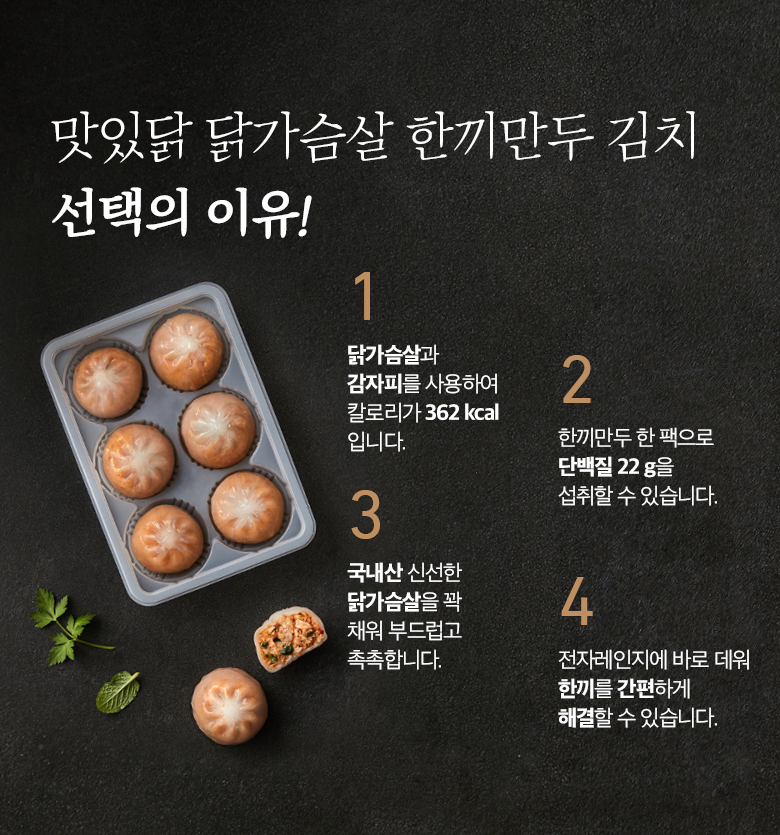 맛있닭 닭가슴살 한끼만두 김치
선택의 이유!
1
닭가슴살과
감자피를 사용하여
칼로리가 362 kcal
입니다.
2
한끼만두 한 팩으로
단백질 22 g을
섭취할 수 있습니다.
3
국내산 신선한
닭가슴살을 꽉
채워 부드럽고
촉촉합니다.
4
전자레인지에 바로 데워
한끼를 간편하게
해결할 수 있습니다.